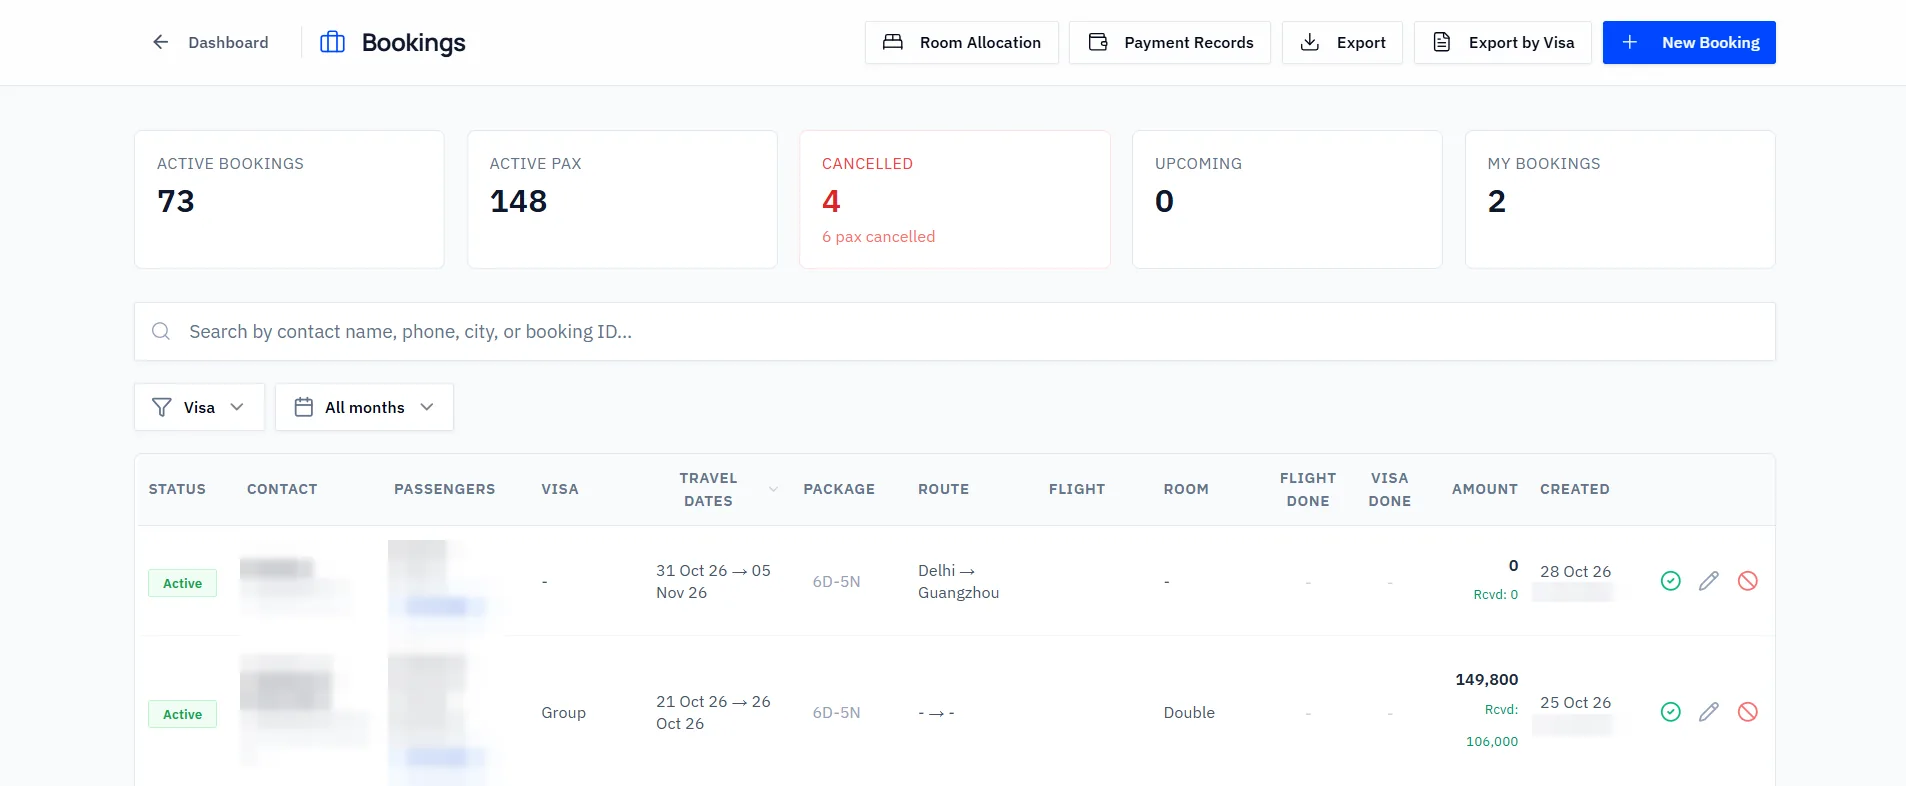 Dashboard
Bookings
Room Allocation
Payment Records
Export
Export by Visa
New Booking
ACTIVE BOOKINGS
73
ACTIVE PAX
148
CANCELLED
4
6 pax cancelled
UPCOMING
0
MY BOOKINGS
2
Search by contact name, phone, city, or booking ID...
Visa
All months
STATUS
CONTACT
PASSENGERS
VISA
TRAVEL
DATES
PACKAGE
ROUTE
FLIGHT
ROOM
FLIGHT
DONE
VISA
DONE
AMOUNT
CREATED
Active
-
31 Oct 26 → 05
Nov 26
6D-5N
Delhi →
Guangzhou
-
-
-
0
Rcvd: 0
28 Oct 26
Active
Group
21 Oct 26 → 26
Oct 26
6D-5N
- → -
Double
-
-
149,800
Rcvd:
106,000
25 Oct 26